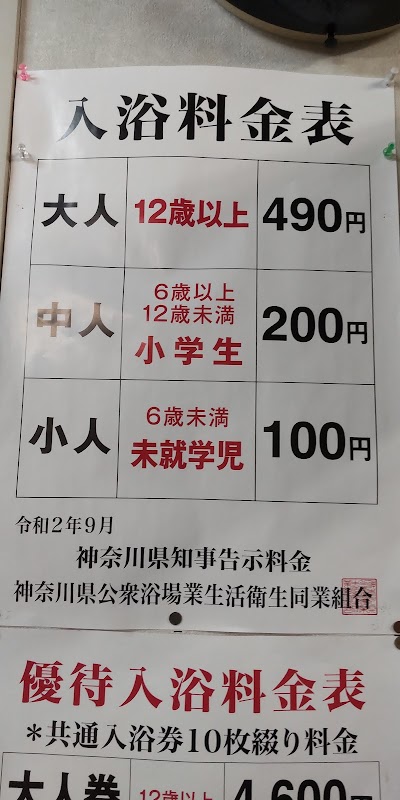 入浴料金表
大人 12歳以上 490円
中人 6歳以上 12歳未満 小学生 200円
小人 6歳未満 未就学児 100円
令和2年9月
神奈川県知事告示料金
神奈川県公衆浴場業生活衛生同業組合
優待入浴料金表
*共通入浴券10枚綴り料金
大人券 12歳以上 4,600円